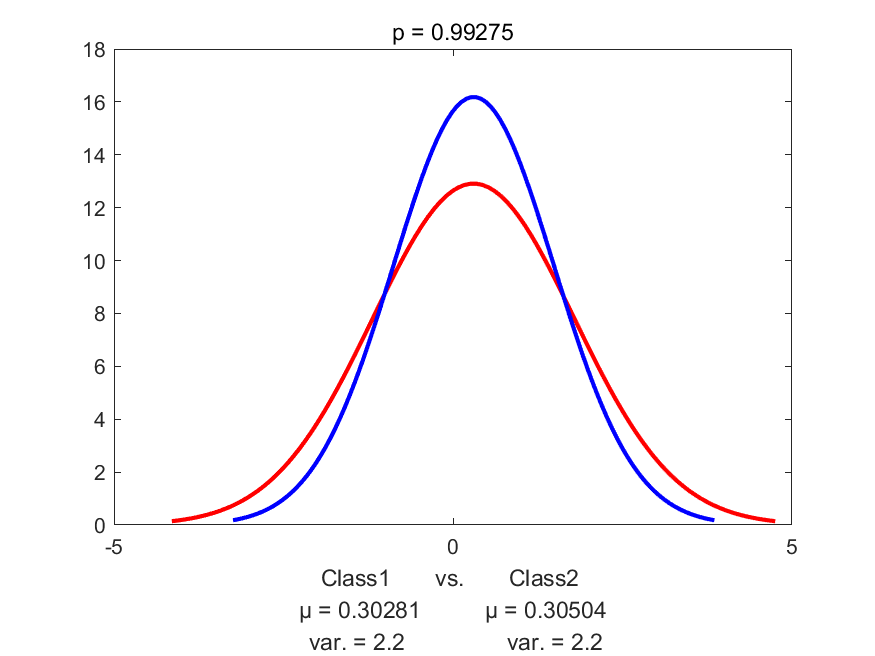 p = 0.99275
18
16
14
12
10
8
6
4
2
0
-5 0 5
Class1 vs. Class2
μ = 0.30281 μ = 0.30504
var. = 2.2 var. = 2.2